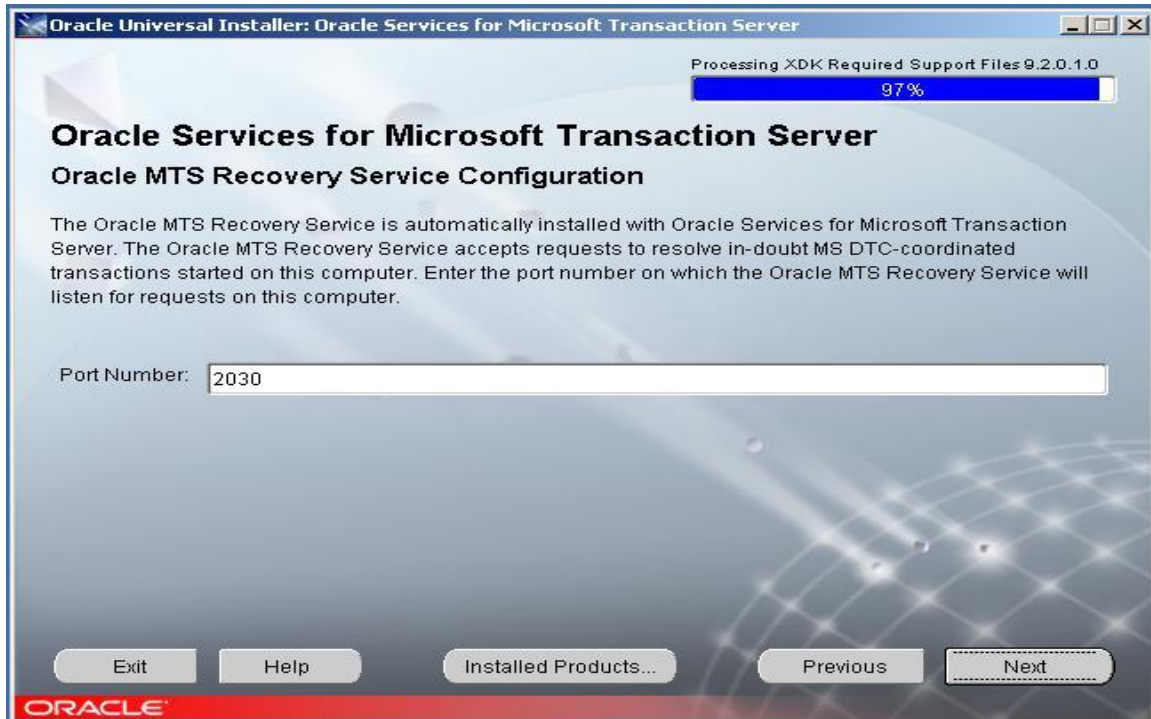 Oracle Universal Installer: Oracle Services for Microsoft Transaction Server
Processing XDK Required Support Files 9.2.0.1.0
97%
Oracle Services for Microsoft Transaction Server
Oracle MTS Recovery Service Configuration
The Oracle MTS Recovery Service is automatically installed with Oracle Services for Microsoft Transaction
Server. The Oracle MTS Recovery Service accepts requests to resolve in-doubt MS DTC-coordinated
transactions started on this computer. Enter the port number on which the Oracle MTS Recovery Service will
listen for requests on this computer.
Port Number: 2030
Exit Help Installed Products... Previous Next
ORACLE